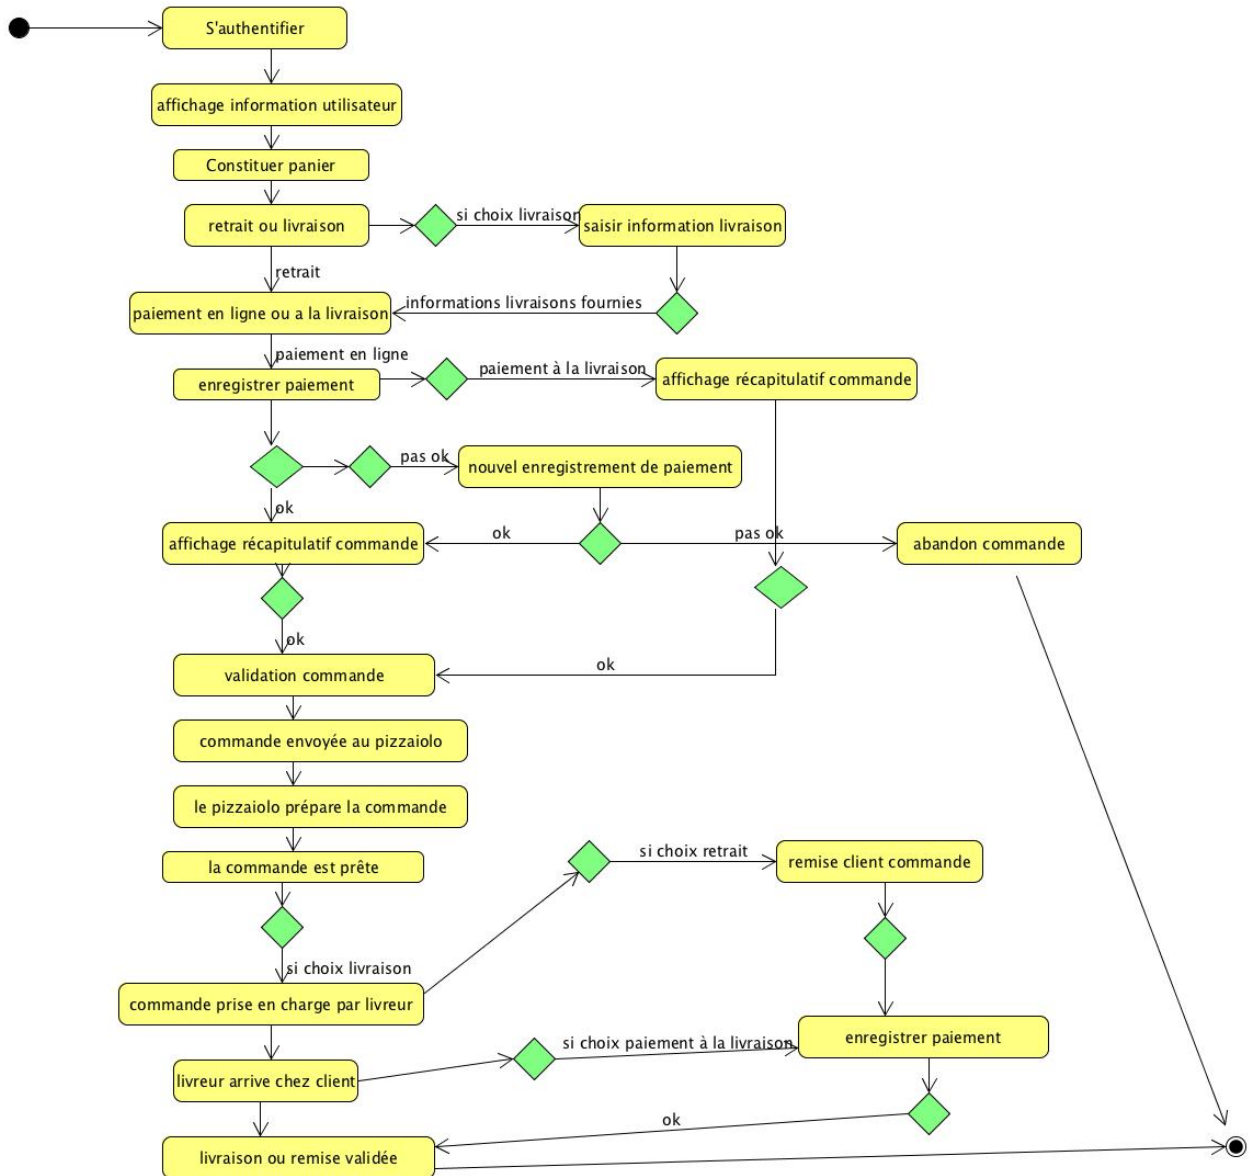 S'authentifier
affichage information utilisateur
Constituer panier
retrait ou livraison
si choix livraison
saisir information livraison
retrait
paiement en ligne ou a la livraison
informations livraisons fournies
paiement en ligne
enregistrer paiement
paiement à la livraison
affichage récapitulatif commande
pas ok
nouvel enregistrement de paiement
ok
affichage récapitulatif commande
ok
pas ok
abandon commande
ok
validation commande
ok
commande envoyée au pizzaiolo
le pizzaiolo prépare la commande
la commande est prête
si choix retrait
remise client commande
si choix livraison
commande prise en charge par livreur
si choix paiement à la livraison
enregistrer paiement
livreur arrive chez client
ok
livraison ou remise validée